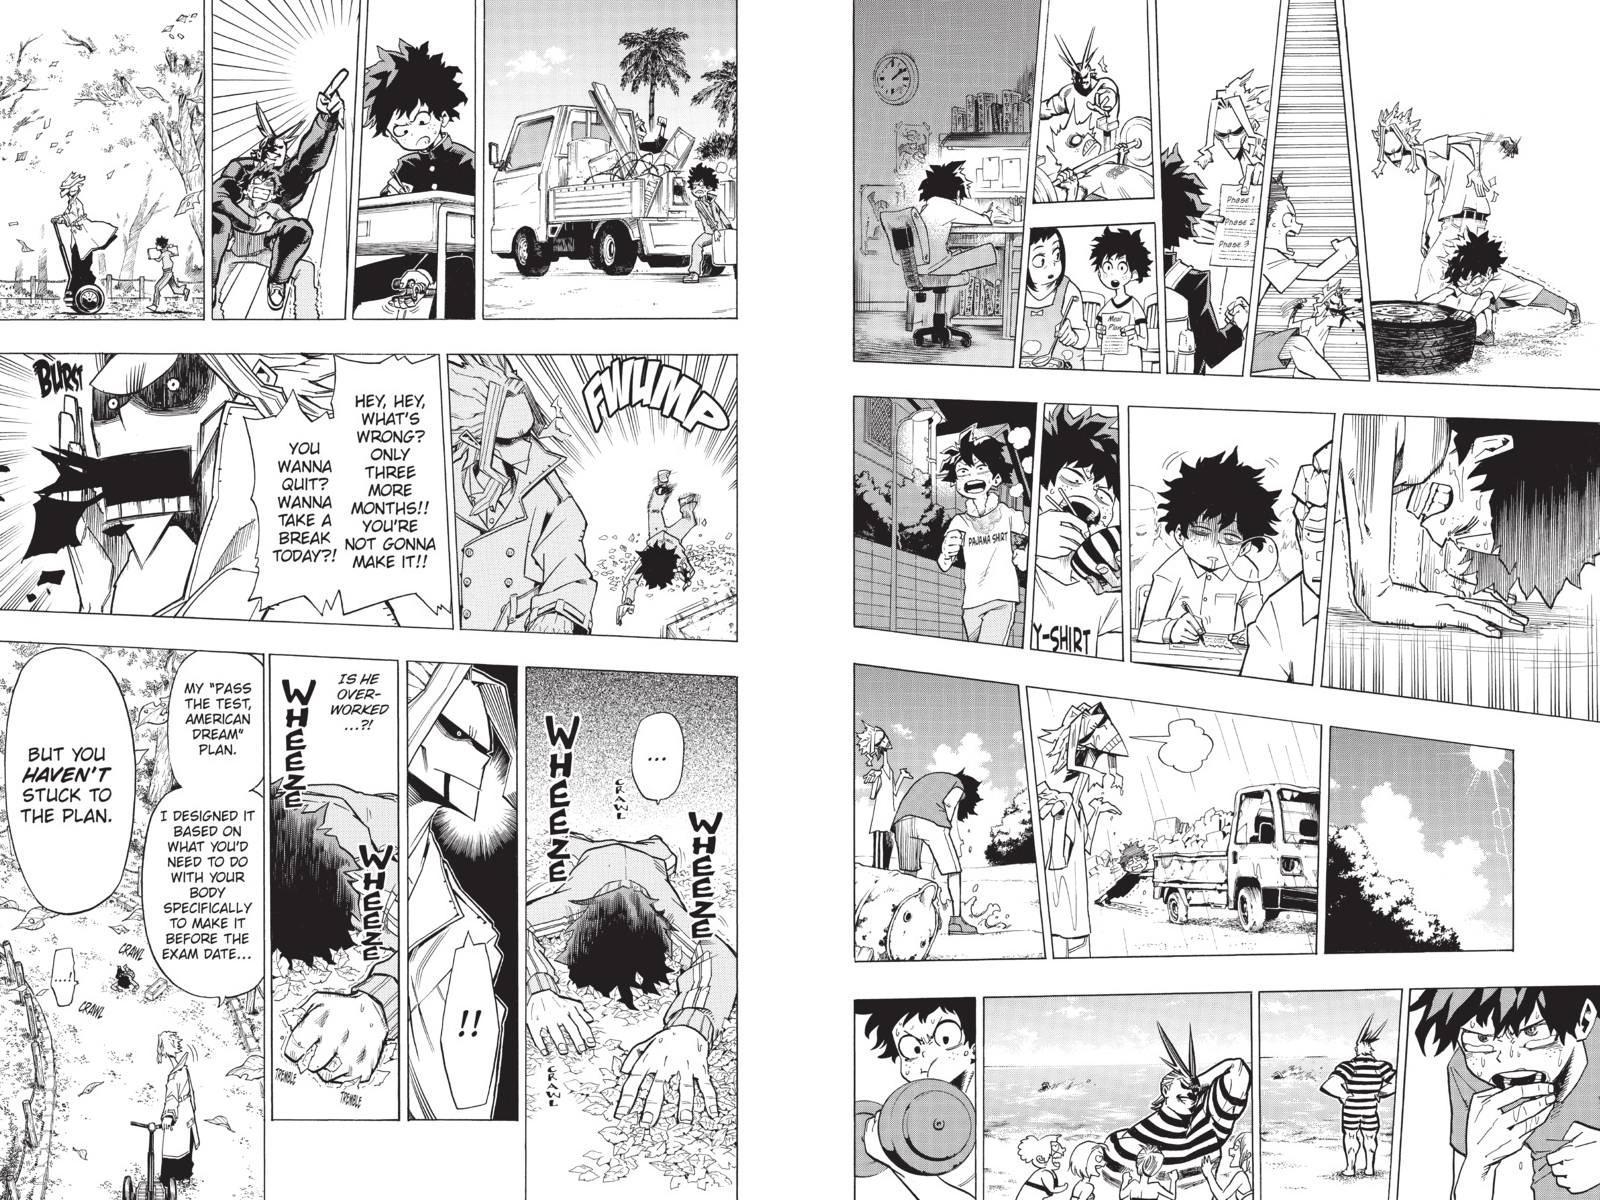 Phase 1
Phase 2
Phase 3
Meal
Plan
PAJAMA SHIRT
Y-SHIRT
FWUMP
HEY, HEY,
WHAT'S
WRONG?
ONLY
THREE
MORE
MONTHS!!
YOU'RE
NOT GONNA
MAKE IT!!
YOU
WANNA
QUIT?
WANNA
TAKE A
BREAK
TODAY?!
BURST
...
CRAWL
WHEEZE
WHEEZE
CRAWL
!!
IS HE
OVER-
WORKED
...?!
WHEEZE
WHEEZE
TREMBLE
TREMBLE
MY "PASS
THE TEST,
AMERICAN
DREAM"
PLAN.
I DESIGNED IT
BASED ON
WHAT YOU'D
NEED TO DO
WITH YOUR
BODY
SPECIFICALLY
TO MAKE IT
BEFORE THE
EXAM DATE...
BUT YOU
HAVEN'T
STUCK TO
THE PLAN.
CRAWL
...!
CRAWL